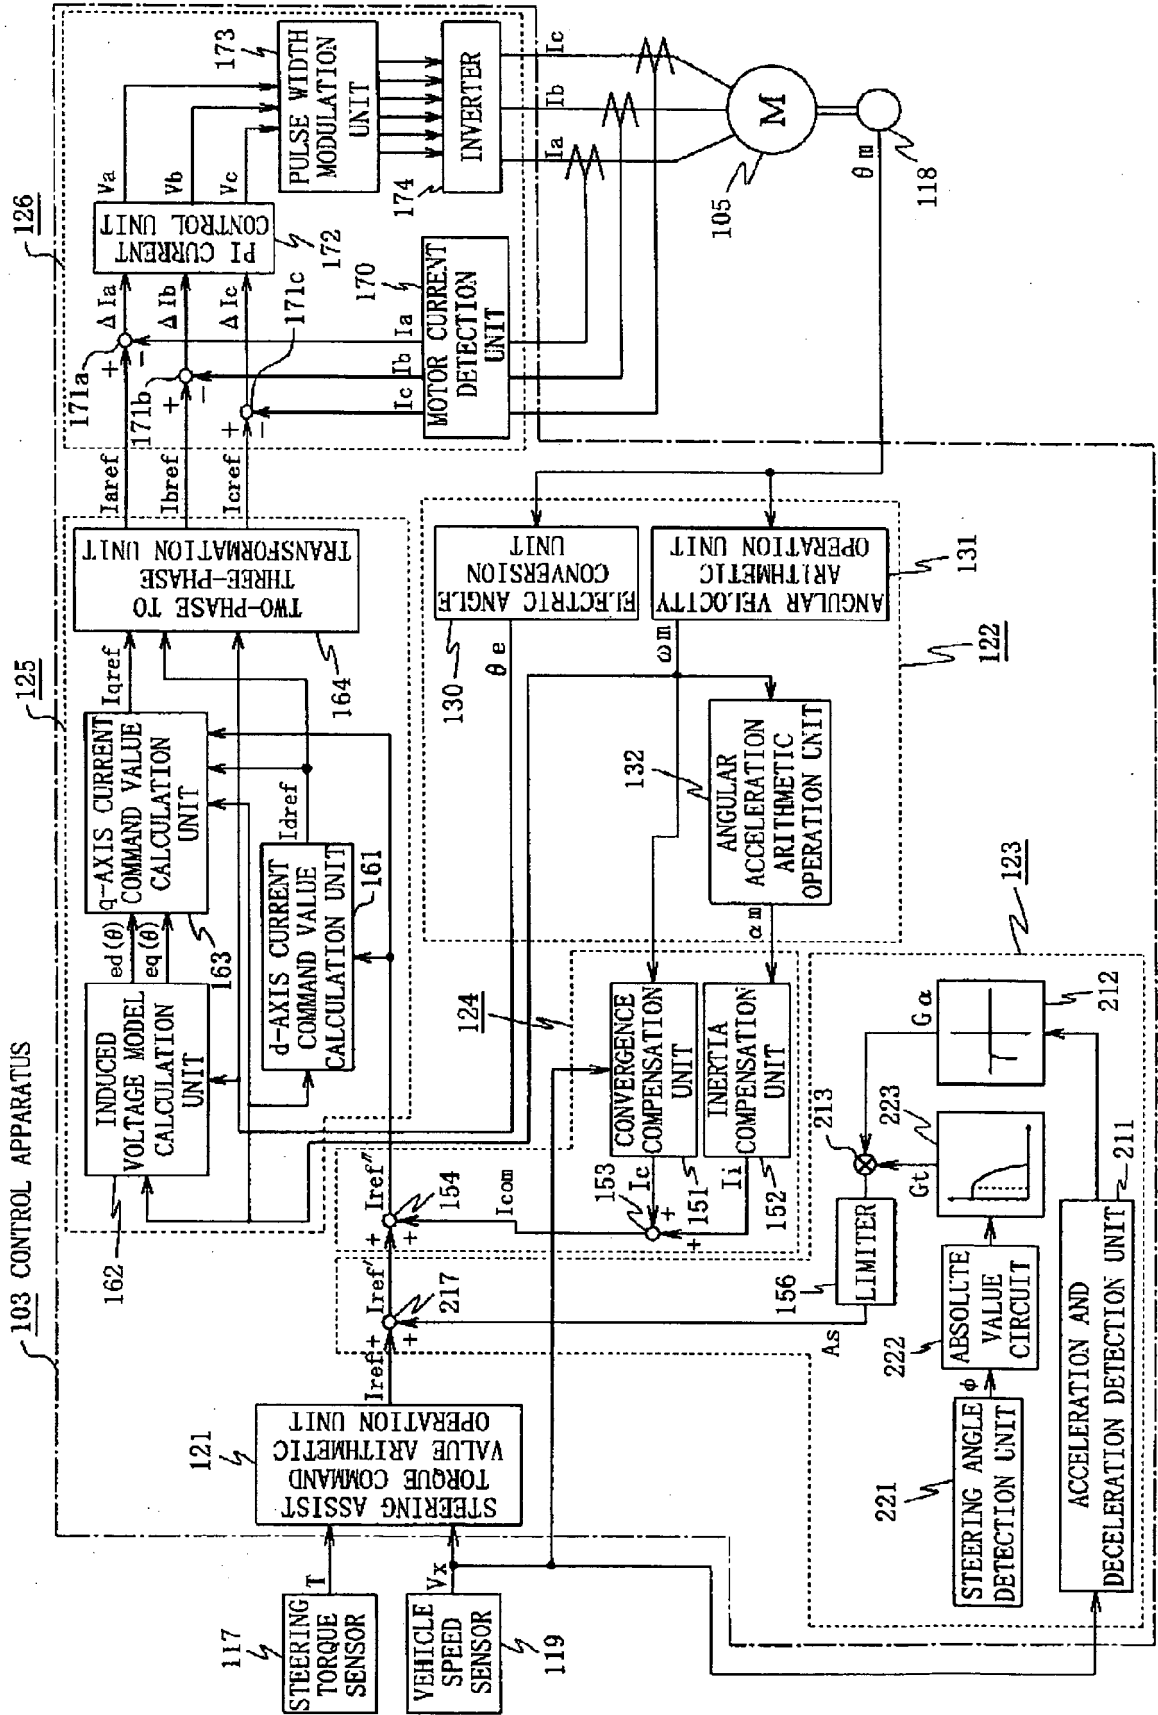 103 CONTROL APPARATUS
117
STEERING
TORQUE
SENSOR
T
VEHICLE
SPEED
SENSOR
119
Vx
121
STEERING ASSIST
TORQUE COMMAND
VALUE ARITHMETIC
OPERATION UNIT
Iref
+
+
217
Iref'
+
+
154
Iref"
Icom
As
125
162
INDUCED
VOLTAGE MODEL
CALCULATION
UNIT
ed(θ)
eq(θ)
163
q-AXIS CURRENT
COMMAND VALUE
CALCULATION
UNIT
Iqref
d-AXIS CURRENT
COMMAND VALUE
CALCULATION UNIT
161
Idref
164
TWO-PHASE TO
THREE-PHASE
TRANSFORMATION UNIT
Iaref
Ibref
Icref
126
171a
171b
171c
+
-
+
-
+
-
ΔIa
ΔIb
ΔIc
PI CURRENT
CONTROL UNIT
172
Va
Vb
Vc
173
PULSE WIDTH
MODULATION
UNIT
174
INVERTER
170
MOTOR CURRENT
DETECTION
UNIT
Ia
Ib
Ic
Ia
Ib
Ic
M
105
θm
118
122
130
ELECTRIC ANGLE
CONVERSION
UNIT
θe
ANGULAR VELOCITY
ARITHMETIC
OPERATION UNIT
131
ωm
132
ANGULAR
ACCELERATION
ARITHMETIC
OPERATION UNIT
αm
124
CONVERGENCE
COMPENSATION
UNIT
151
INERTIA
COMPENSATION
UNIT
152
Ic
Ii
153
+
+
123
156
LIMITER
213
Gt
Gα
223
212
221
STEERING ANGLE
DETECTION UNIT
φ
222
ABSOLUTE
VALUE
CIRCUIT
211
ACCELERATION AND
DECELERATION DETECTION UNIT